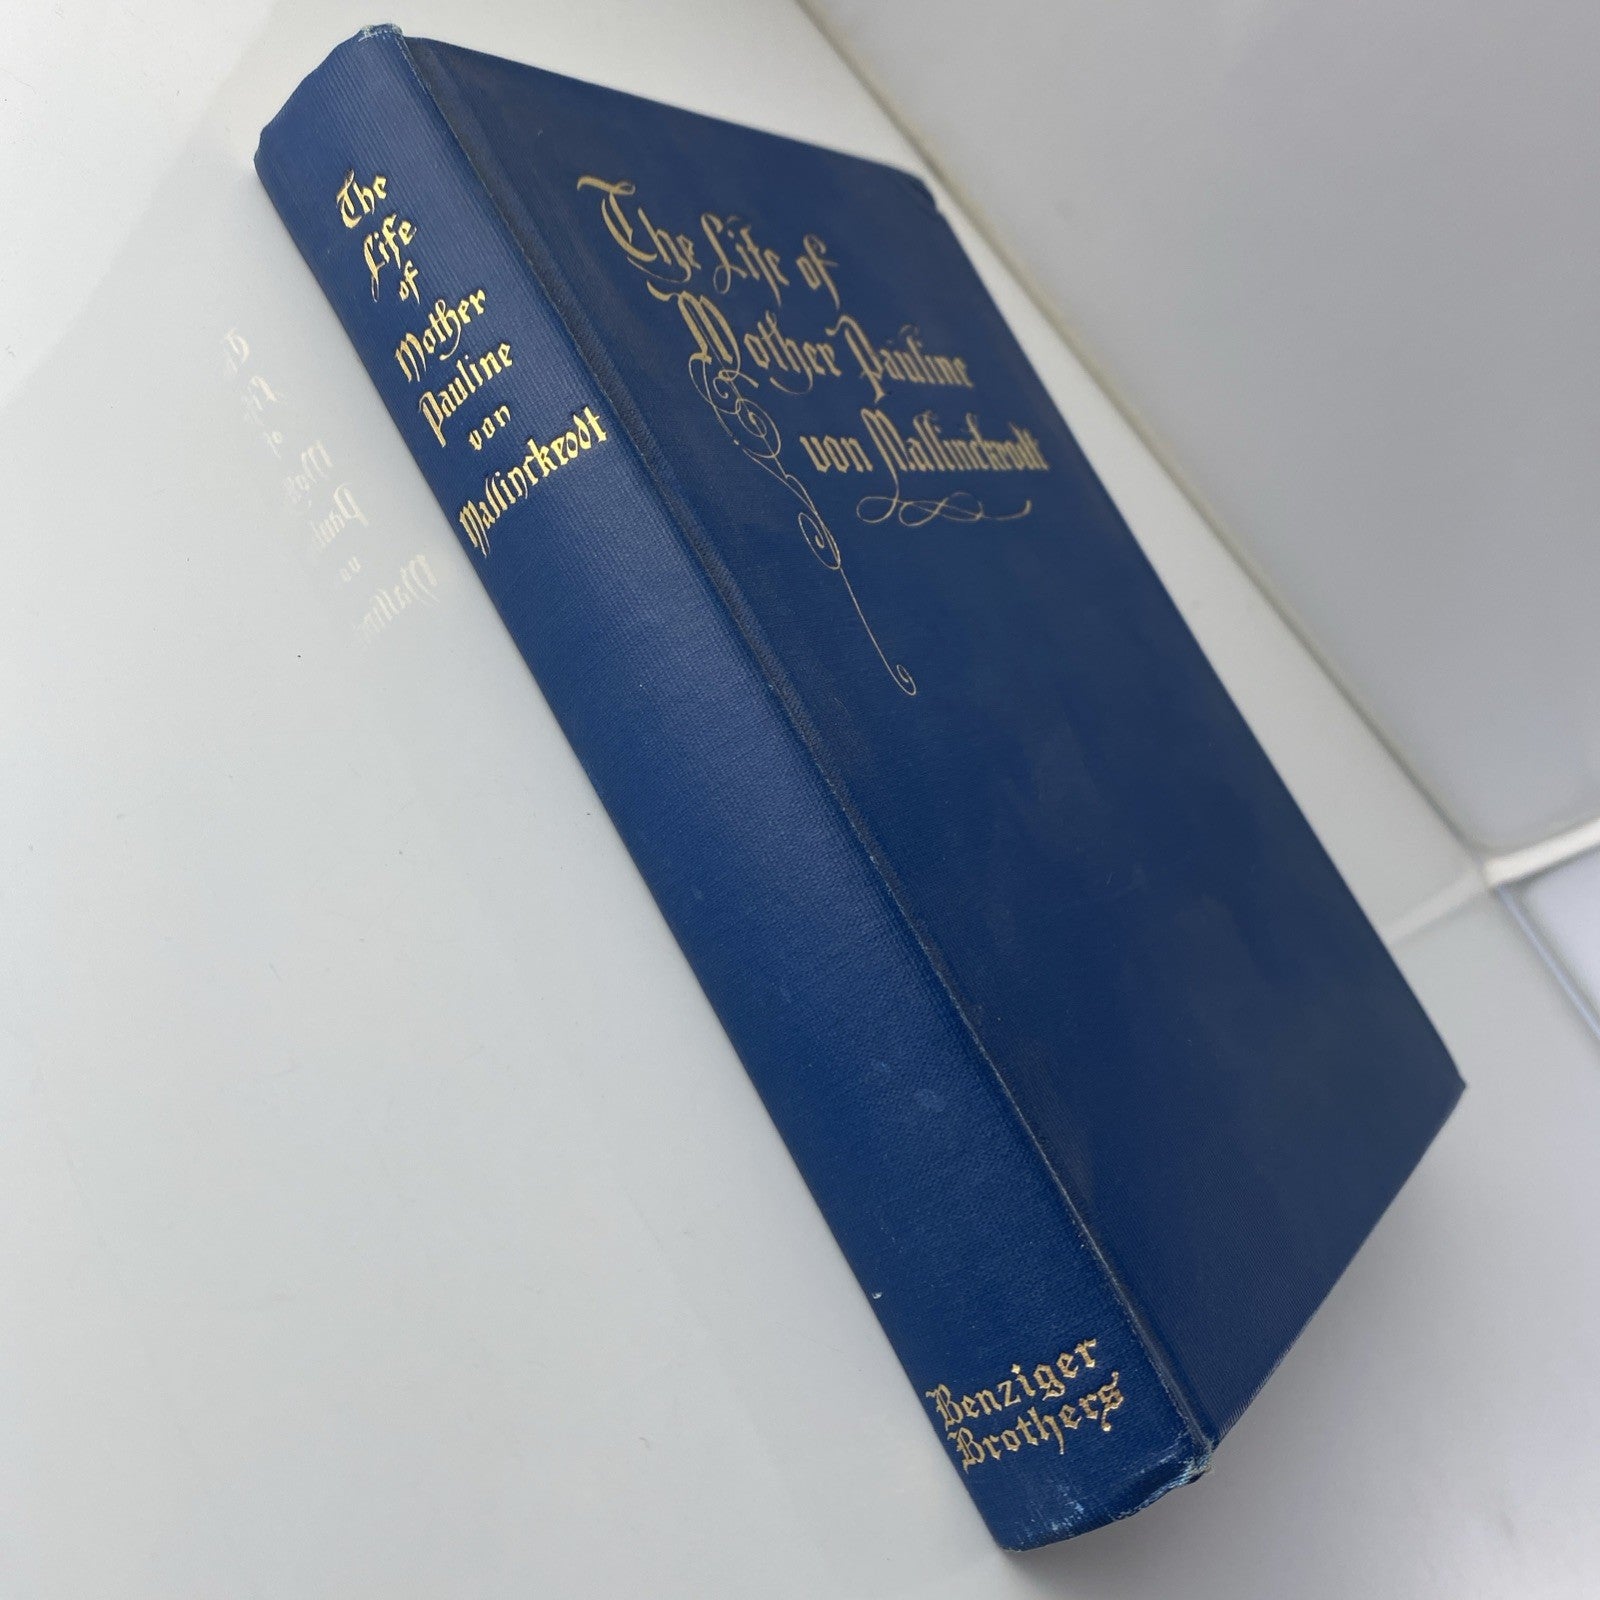 The
Life
of
Mother
Pauline
von
Mallinckrodt
Benziger
Brothers
The Life of
Mother Pauline
von Mallinckrodt